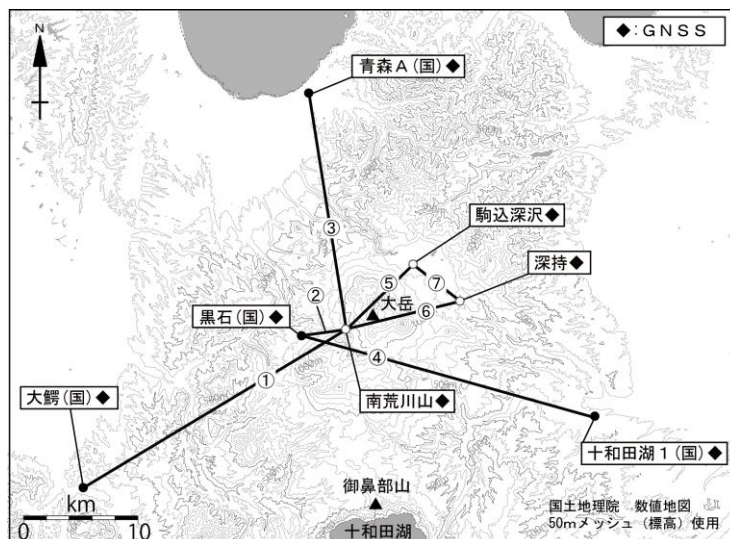 N
◆:GNSS
青森A(国)◆
駒込深沢◆
③
深持◆
⑤
⑦
②
大岳
⑥
黒石(国)◆
④
①
大鰐(国)◆
南荒川山◆
十和田湖1(国)◆
御鼻部山
km
0 10
十和田湖
国土地理院 数値地図
50mメッシュ(標高)使用